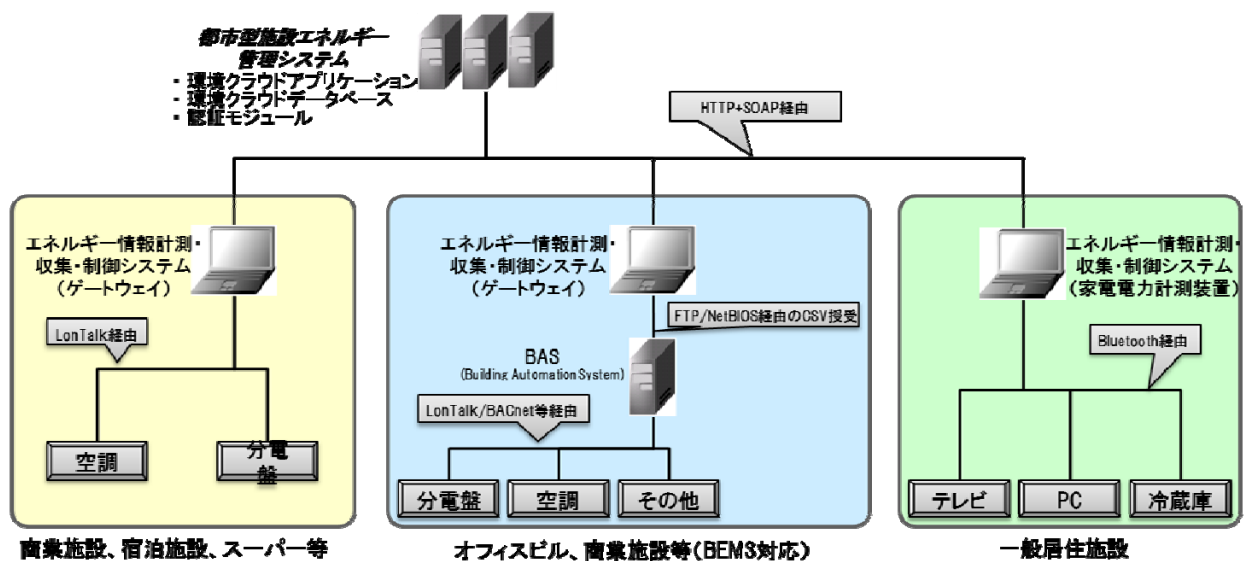 都市型施設エネルギー
管理システム
・環境クラウドアプリケーション
・環境クラウドデータベース
・認証モジュール
HTTP+SOAP経由
エネルギー情報計測・
収集・制御システム
(ゲートウェイ)
LonTalk経由
空調
分電
盤
商業施設、宿泊施設、スーパー等
エネルギー情報計測・
収集・制御システム
(ゲートウェイ)
FTP/NetBIOS経由のCSV授受
BAS
(Building Automation System)
LonTalk/BACnet等経由
分電盤
空調
その他
オフィスビル、商業施設等(BEMS対応)
エネルギー情報計測・
収集・制御システム
(家電電力計測装置)
Bluetooth経由
テレビ
PC
冷蔵庫
一般居住施設